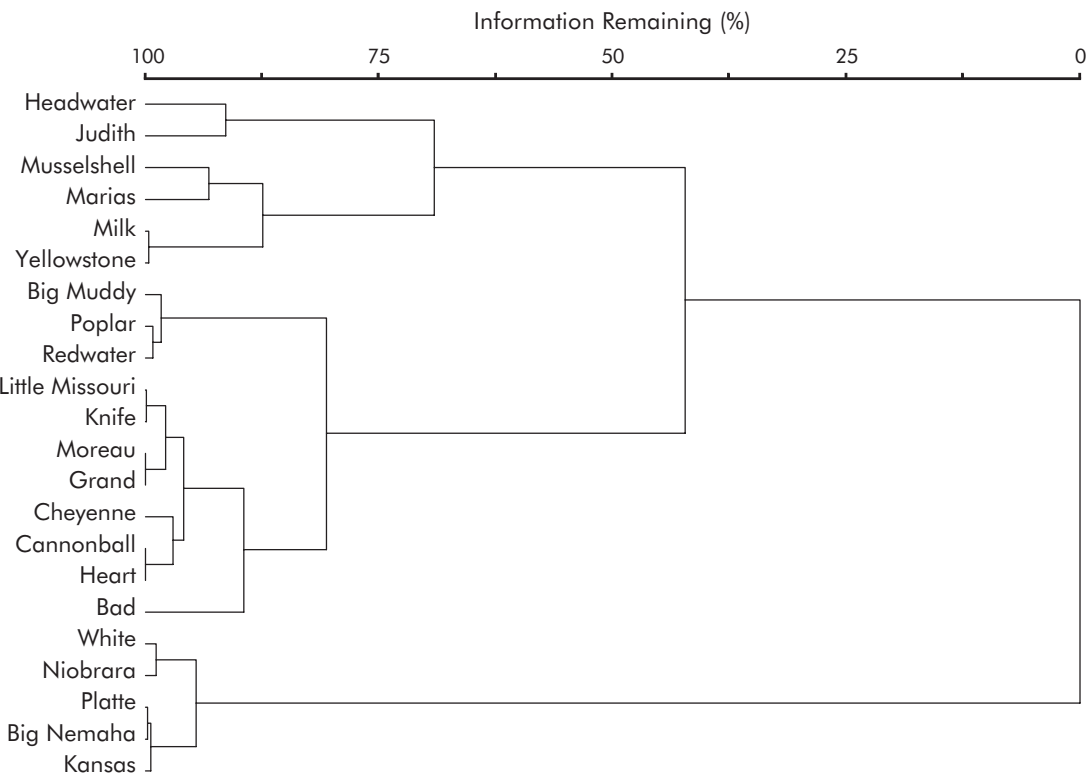 Information Remaining (%)
100 75 50 25 0
Headwater
Judith
Musselshell
Marias
Milk
Yellowstone
Big Muddy
Poplar
Redwater
Little Missouri
Knife
Moreau
Grand
Cheyenne
Cannonball
Heart
Bad
White
Niobrara
Platte
Big Nemaha
Kansas